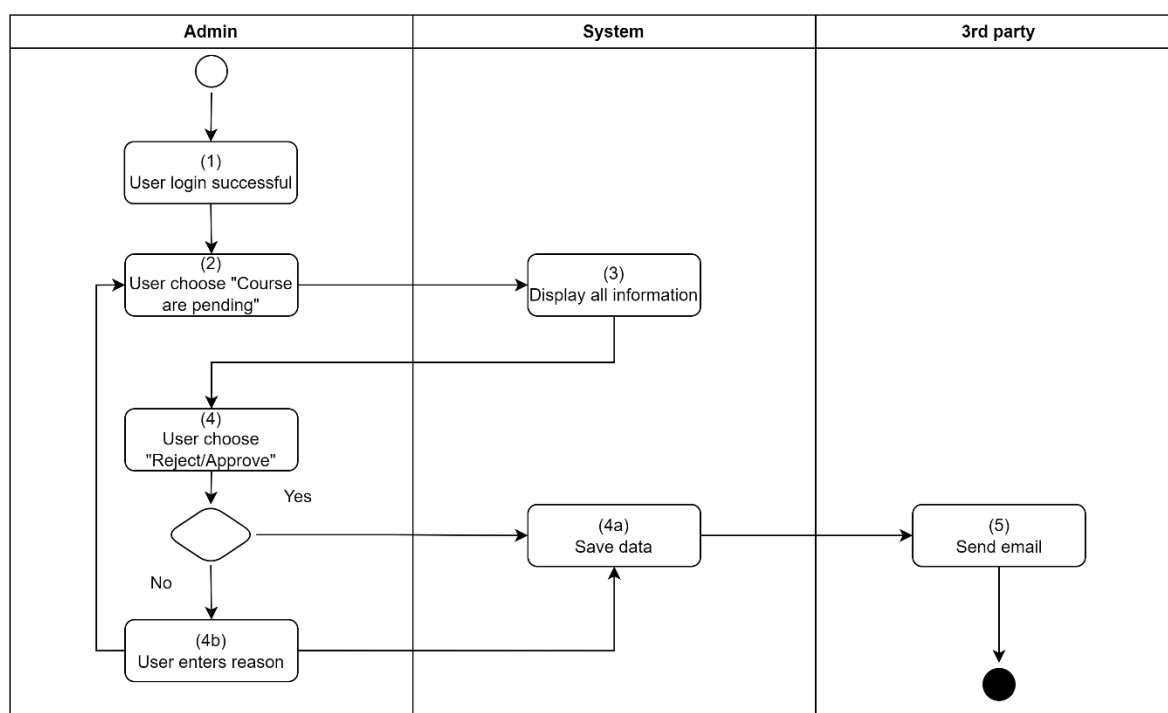 Admin
System
3rd party
(1)
User login successful
(2)
User choose "Course
are pending"
(3)
Display all information
(4)
User choose
"Reject/Approve"
Yes
(4a)
Save data
(5)
Send email
No
(4b)
User enters reason